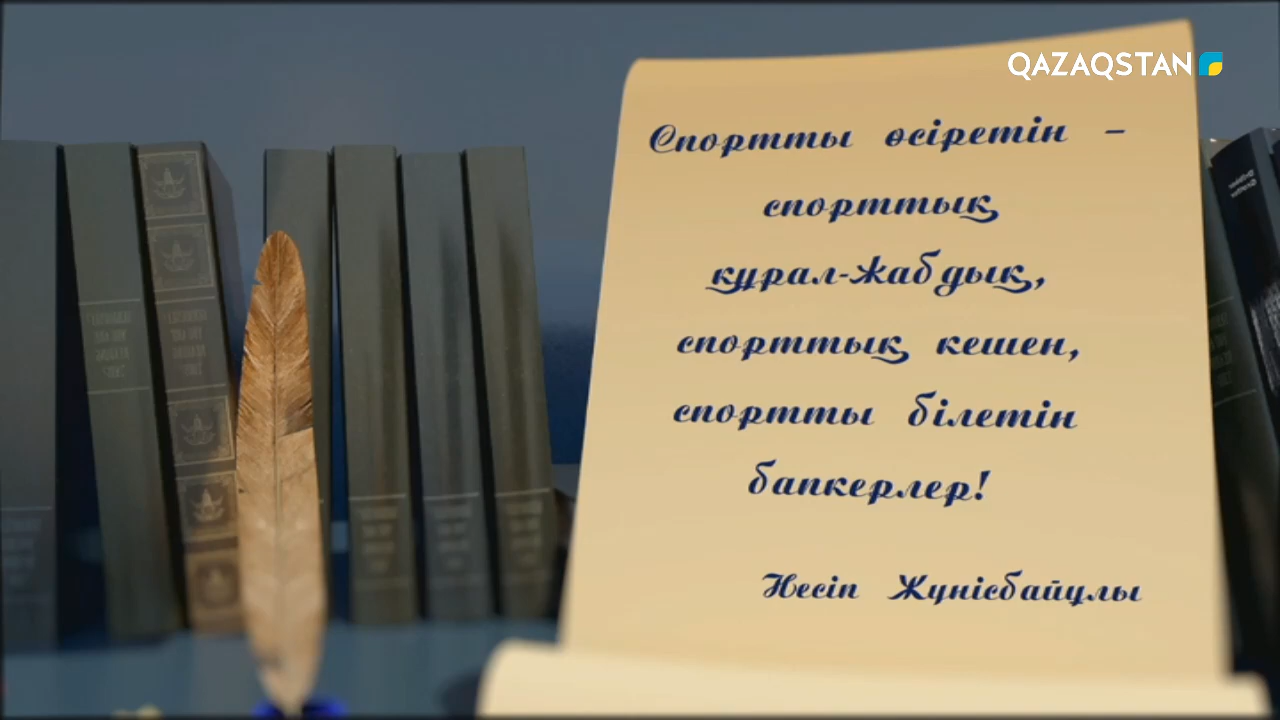 QAZAQSTAN
Спортты өсіретін –
спорттық
құрал-жабдық,
спорттық кешен,
спортты білетін
бапкерлер!
Несіп Жүнісбайұлы